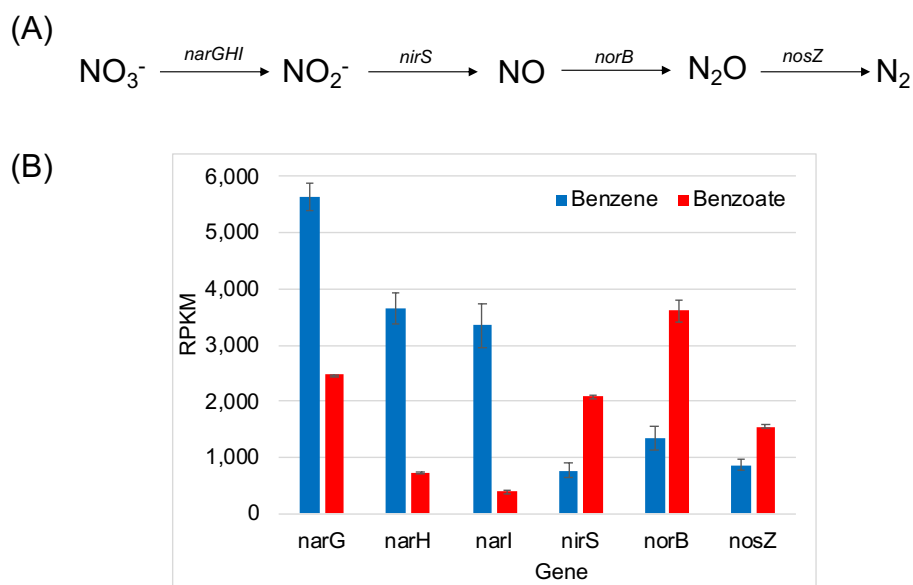 (A)
narGHI nirS norB nosZ
NO₃⁻ NO₂⁻ NO N₂O N₂
(B)
6,000
Benzene Benzoate
5,000
4,000
3,000
2,000
1,000
0
RPKM
narG narH narI nirS norB nosZ
Gene